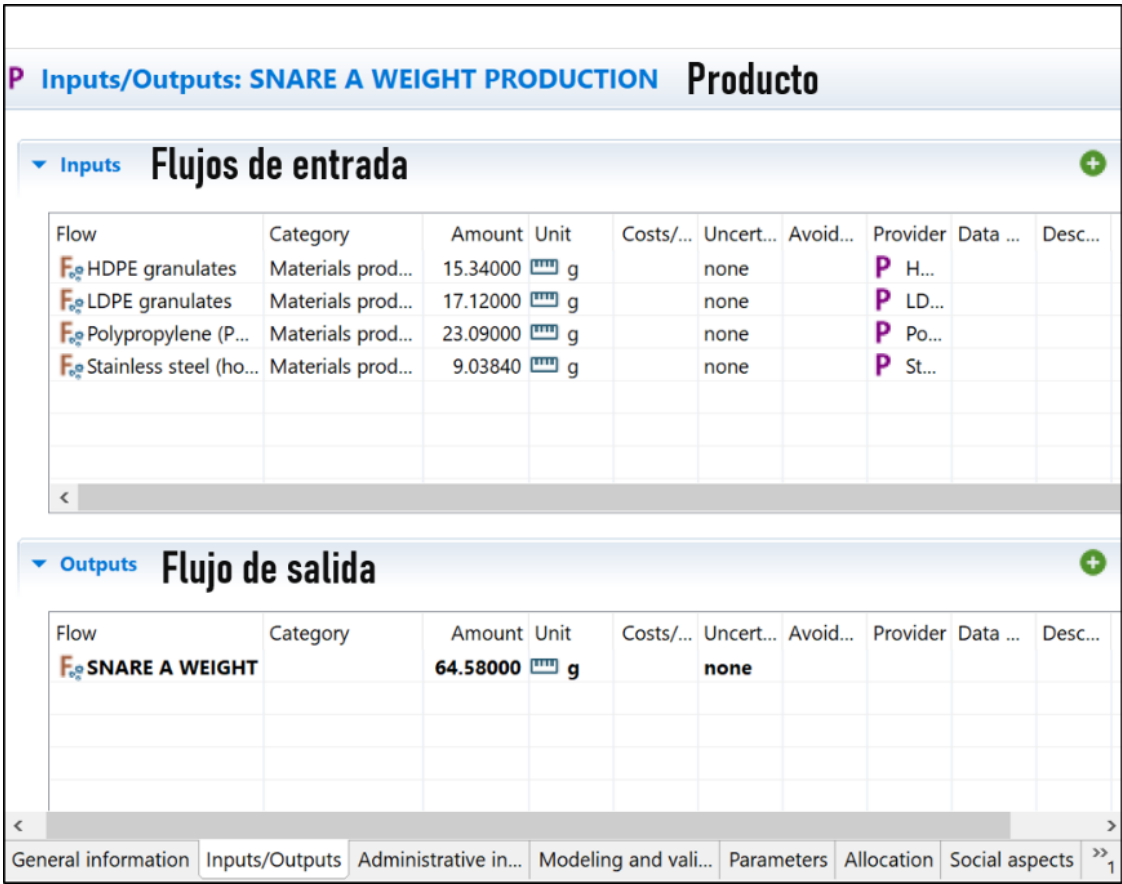 P Inputs/Outputs: SNARE A WEIGHT PRODUCTION Producto
Inputs Flujos de entrada
Flow Category Amount Unit Costs/... Uncert... Avoid... Provider Data ... Desc...
HDPE granulates Materials prod... 15.34000 g none P H...
LDPE granulates Materials prod... 17.12000 g none P LD...
Polypropylene (P... Materials prod... 23.09000 g none P Po...
Stainless steel (ho... Materials prod... 9.03840 g none P St...
Outputs Flujo de salida
Flow Category Amount Unit Costs/... Uncert... Avoid... Provider Data ... Desc...
SNARE A WEIGHT 64.58000 g none
General information Inputs/Outputs Administrative in... Modeling and vali... Parameters Allocation Social aspects »1